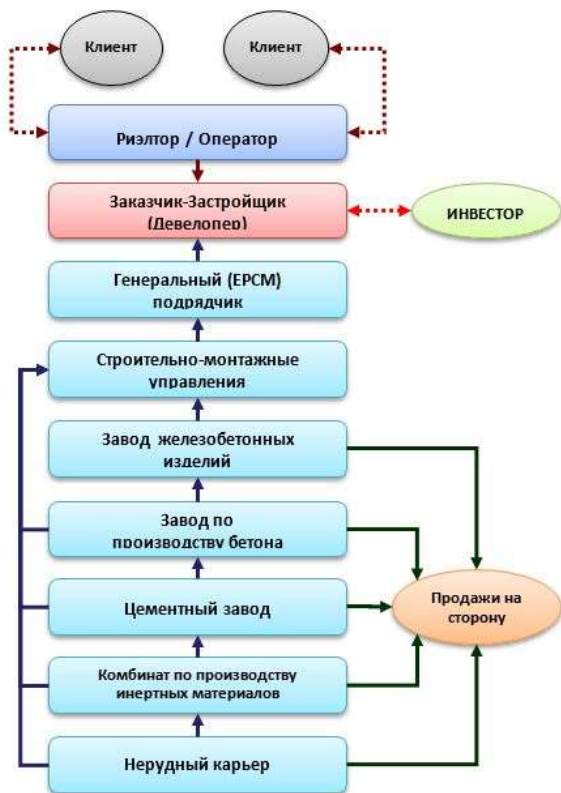 Клиент
Клиент
Риэлтор / Оператор
Заказчик-Застройщик
(Девелопер)
ИНВЕСТОР
Генеральный (EPCM)
подрядчик
Строительно-монтажные
управления
Завод железобетонных
изделий
Завод по
производству бетона
Цементный завод
Продажи на
сторону
Комбинат по производству
инертных материалов
Нерудный карьер